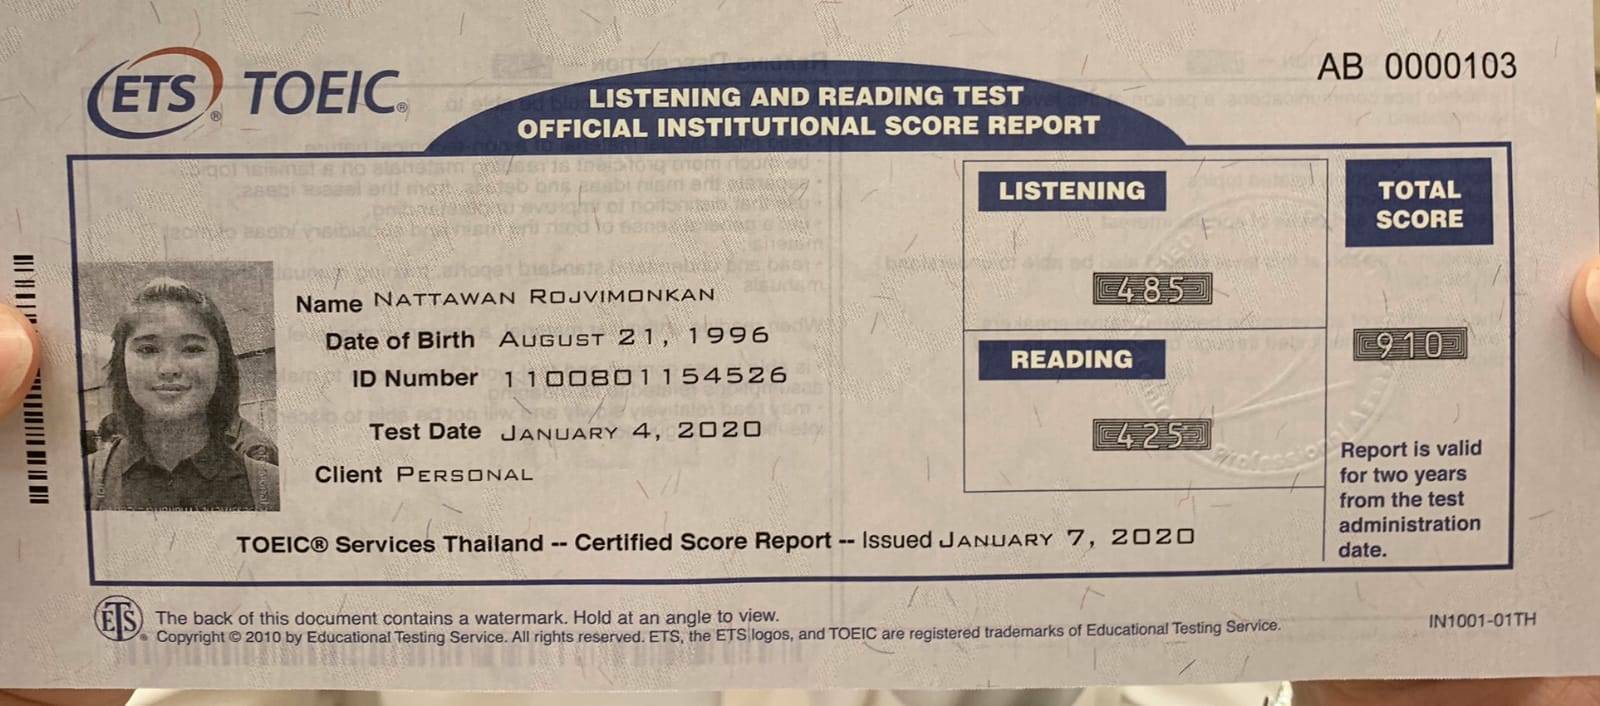 ETS® TOEIC®
LISTENING AND READING TEST
OFFICIAL INSTITUTIONAL SCORE REPORT
AB 0000103
Name NATTAWAN ROJVIMONKAN
Date of Birth AUGUST 21, 1996
ID Number 1100801154526
Test Date JANUARY 4, 2020
Client PERSONAL
LISTENING
485
READING
425
TOTAL
SCORE
910
Report is valid
for two years
from the test
administration
date.
TOEIC® Services Thailand -- Certified Score Report -- Issued JANUARY 7, 2020
ETS® The back of this document contains a watermark. Hold at an angle to view.
Copyright © 2010 by Educational Testing Service. All rights reserved. ETS, the ETS logos, and TOEIC are registered trademarks of Educational Testing Service.
IN1001-01TH